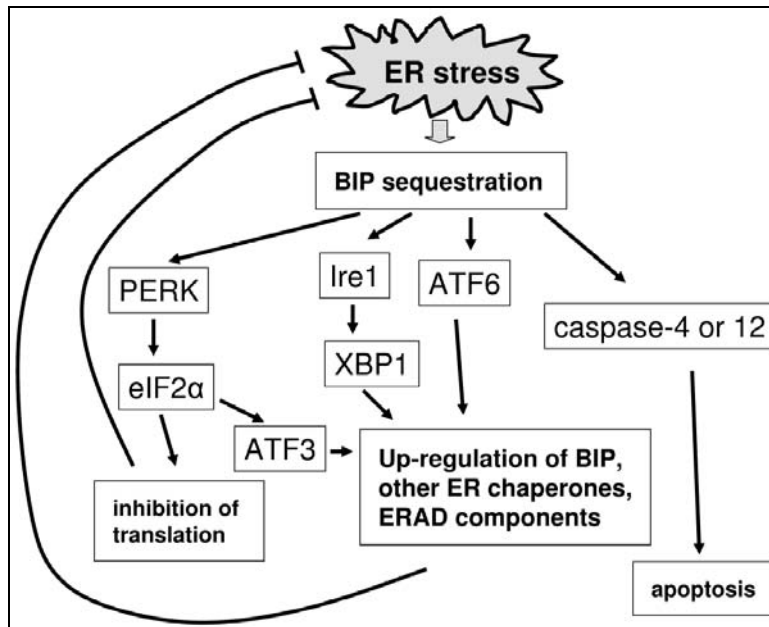 ER stress
BIP sequestration
PERK
Ire1
ATF6
caspase-4 or 12
eIF2α
XBP1
ATF3
Up-regulation of BIP,
other ER chaperones,
ERAD components
inhibition of
translation
apoptosis